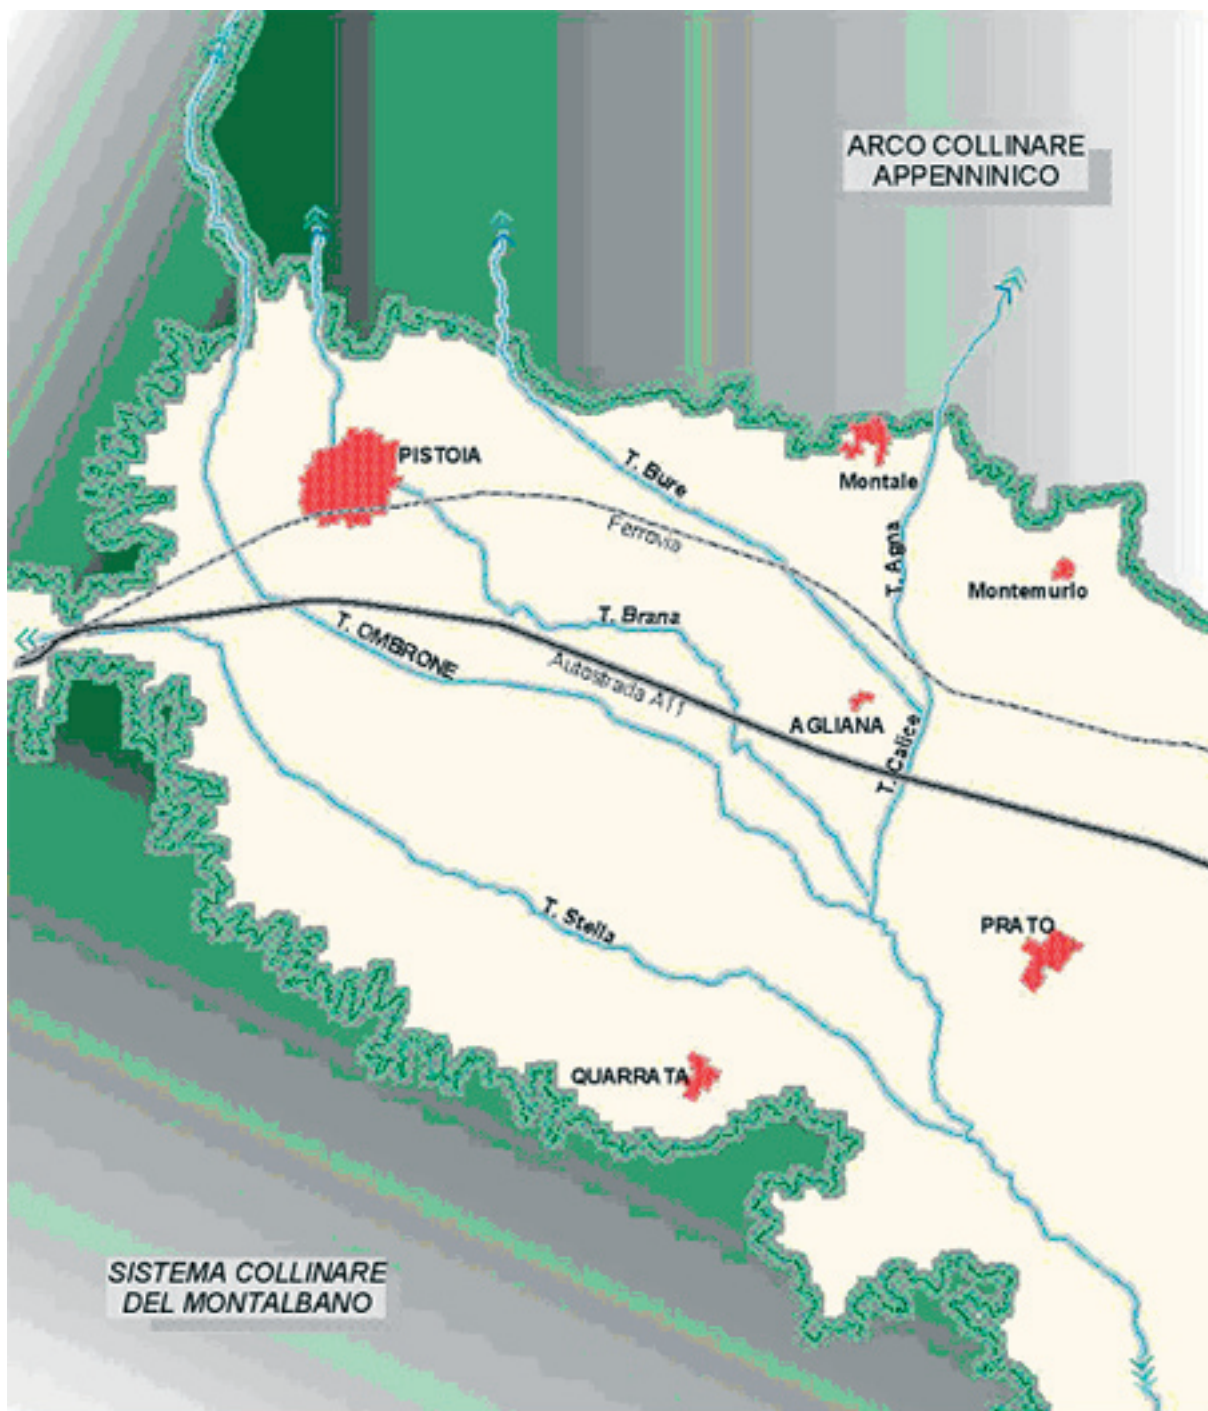 ARCO COLLINARE
APPENNINICO
PISTOIA
T. Bure
Montale
Ferrovia
T. Agna
Montemurlo
T. Brana
T. OMBRONE
Autostrada A11
AGLIANA
T. Calice
T. Stella
PRATO
QUARRATA
SISTEMA COLLINARE
DEL MONTALBANO